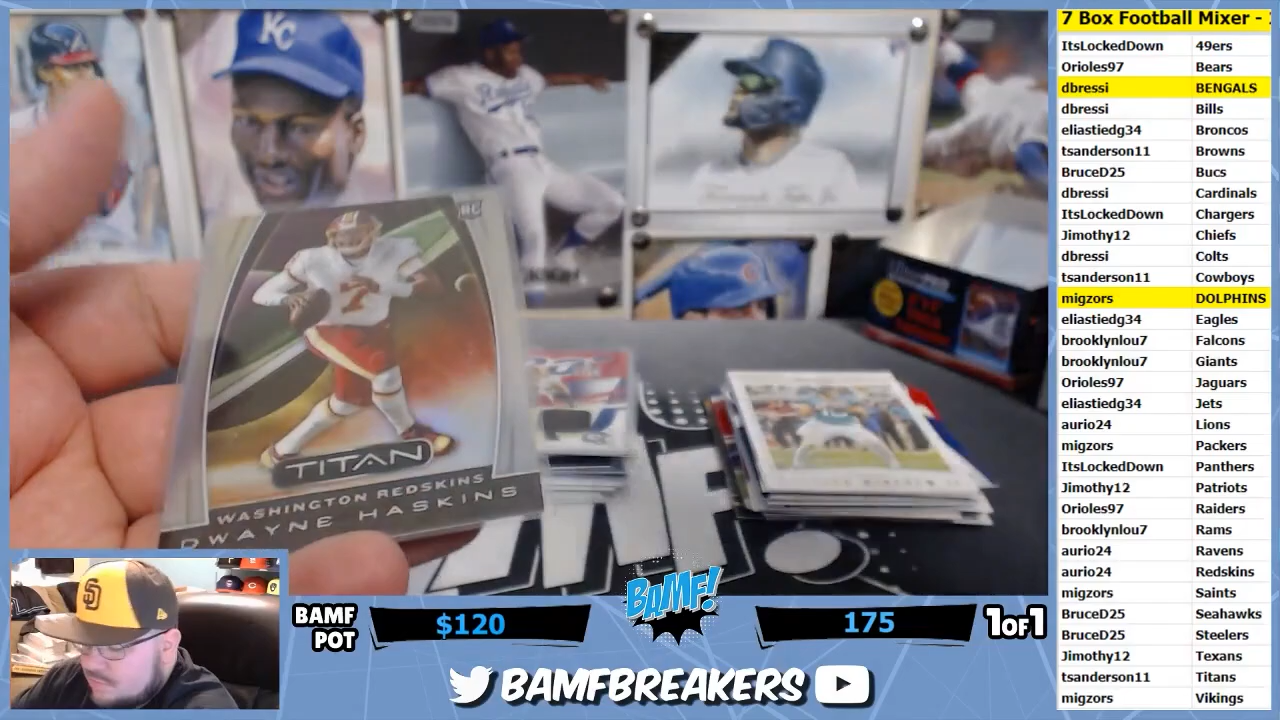 7 Box Football Mixer -
ItsLockedDown 49ers
Orioles97 Bears
dbressi BENGALS
dbressi Bills
eliastiedg34 Broncos
tsanderson11 Browns
BruceD25 Bucs
dbressi Cardinals
ItsLockedDown Chargers
Jimothy12 Chiefs
dbressi Colts
tsanderson11 Cowboys
migzors DOLPHINS
eliastiedg34 Eagles
brooklynlou7 Falcons
brooklynlou7 Giants
Orioles97 Jaguars
eliastiedg34 Jets
aurio24 Lions
migzors Packers
ItsLockedDown Panthers
Jimothy12 Patriots
Orioles97 Raiders
brooklynlou7 Rams
aurio24 Ravens
aurio24 Redskins
migzors Saints
BruceD25 Seahawks
BruceD25 Steelers
Jimothy12 Texans
tsanderson11 Titans
migzors Vikings
KC
Royals
RC
7
TITAN
WASHINGTON REDSKINS
DWAYNE HASKINS
SD
BAMF
POT
$120
BAMF!
175
1 OF 1
BAMFBREAKERS